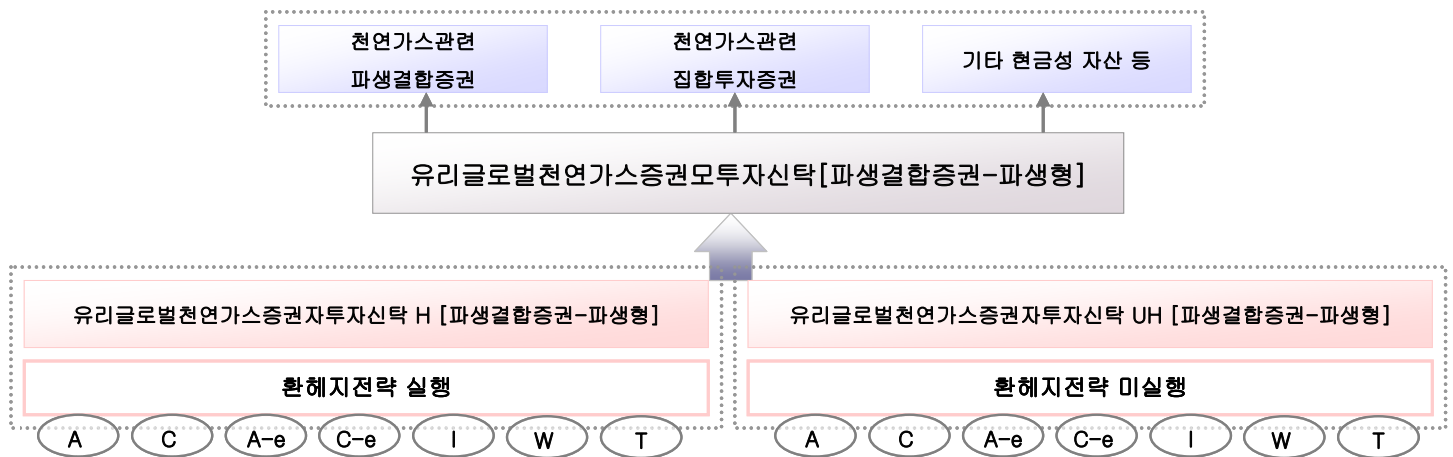 천연가스관련
파생결합증권
천연가스관련
집합투자증권
기타 현금성 자산 등
유리글로벌천연가스증권모투자신탁[파생결합증권-파생형]
유리글로벌천연가스증권자투자신탁 H [파생결합증권-파생형]
환헤지전략 실행
A C A-e C-e I W T
유리글로벌천연가스증권자투자신탁 UH [파생결합증권-파생형]
환헤지전략 미실행
A C A-e C-e I W T